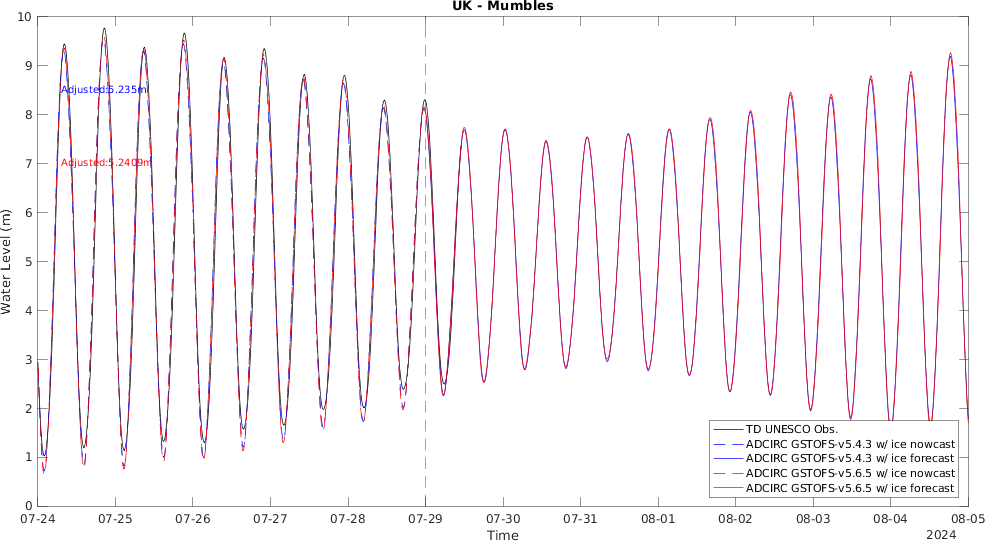 UK - Mumbles
10
9
8
7
6
5
4
3
2
1
0
Water Level (m)
Adjusted:5.235m
Adjusted:5.2409m
07-24
07-25
07-26
07-27
07-28
07-29
07-30
07-31
08-01
08-02
08-03
08-04
08-05
Time
2024
TD UNESCO Obs.
ADCIRC GSTOFS-v5.4.3 w/ ice nowcast
ADCIRC GSTOFS-v5.4.3 w/ ice forecast
ADCIRC GSTOFS-v5.6.5 w/ ice nowcast
ADCIRC GSTOFS-v5.6.5 w/ ice forecast